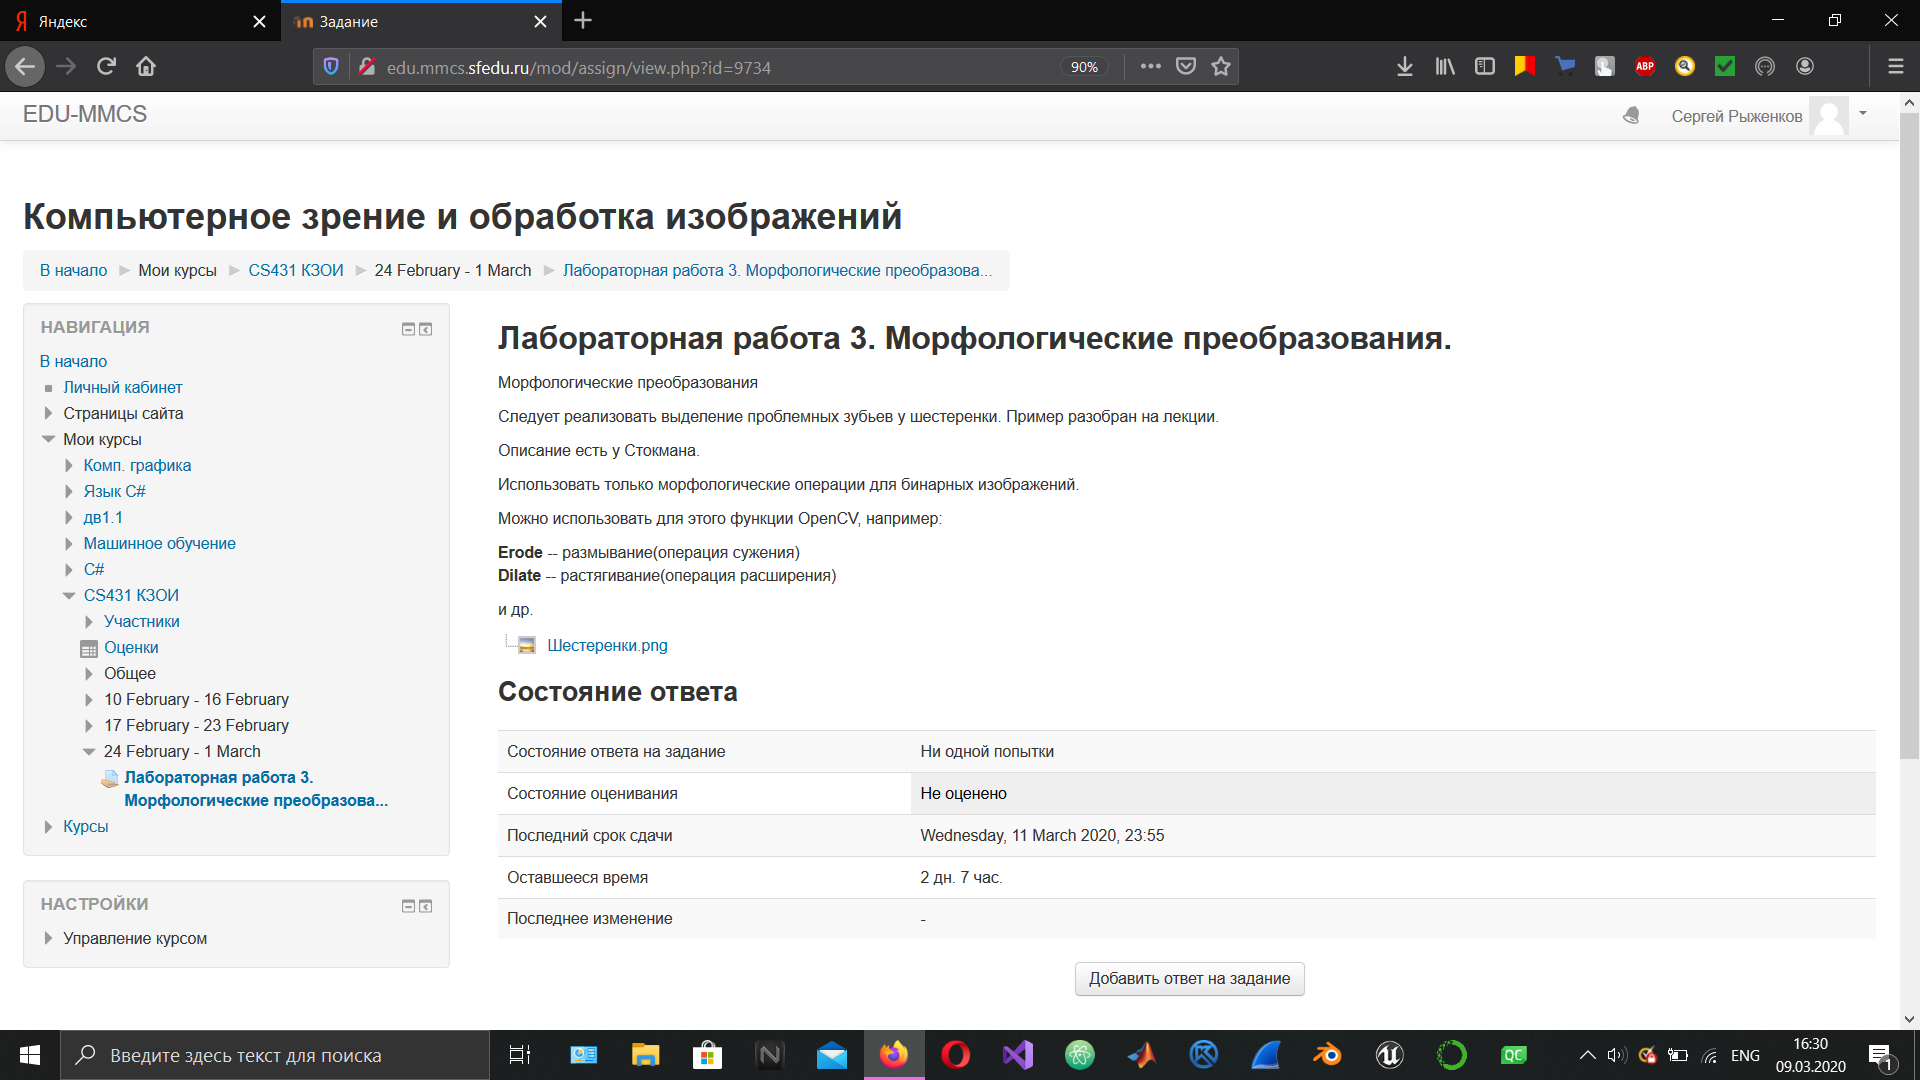 Яндекс
Задание
edu.mmcs.sfedu.ru/mod/assign/view.php?id=9734
90%
ABP
EDU-MMCS
Сергей Рыженков
Компьютерное зрение и обработка изображений
В начало
Мои курсы
CS431 КЗОИ
24 February - 1 March
Лабораторная работа 3. Морфологические преобразова...
НАВИГАЦИЯ
В начало
Личный кабинет
Страницы сайта
Мои курсы
Комп. графика
Язык C#
дв1.1
Машинное обучение
C#
CS431 КЗОИ
Участники
Оценки
Общее
10 February - 16 February
17 February - 23 February
24 February - 1 March
Лабораторная работа 3.
Морфологические преобразова...
Курсы
НАСТРОЙКИ
Управление курсом
Лабораторная работа 3. Морфологические преобразования.
Морфологические преобразования
Следует реализовать выделение проблемных зубьев у шестеренки. Пример разобран на лекции.
Описание есть у Стокмана.
Использовать только морфологические операции для бинарных изображений.
Можно использовать для этого функции OpenCV, например:
Erode -- размывание(операция сужения)
Dilate -- растягивание(операция расширения)
и др.
Шестеренки.png
Состояние ответа
Состояние ответа на задание
Ни одной попытки
Состояние оценивания
Не оценено
Последний срок сдачи
Wednesday, 11 March 2020, 23:55
Оставшееся время
2 дн. 7 час.
Последнее изменение
-
Добавить ответ на задание
Введите здесь текст для поиска
QC
ENG
16:30
09.03.2020
1